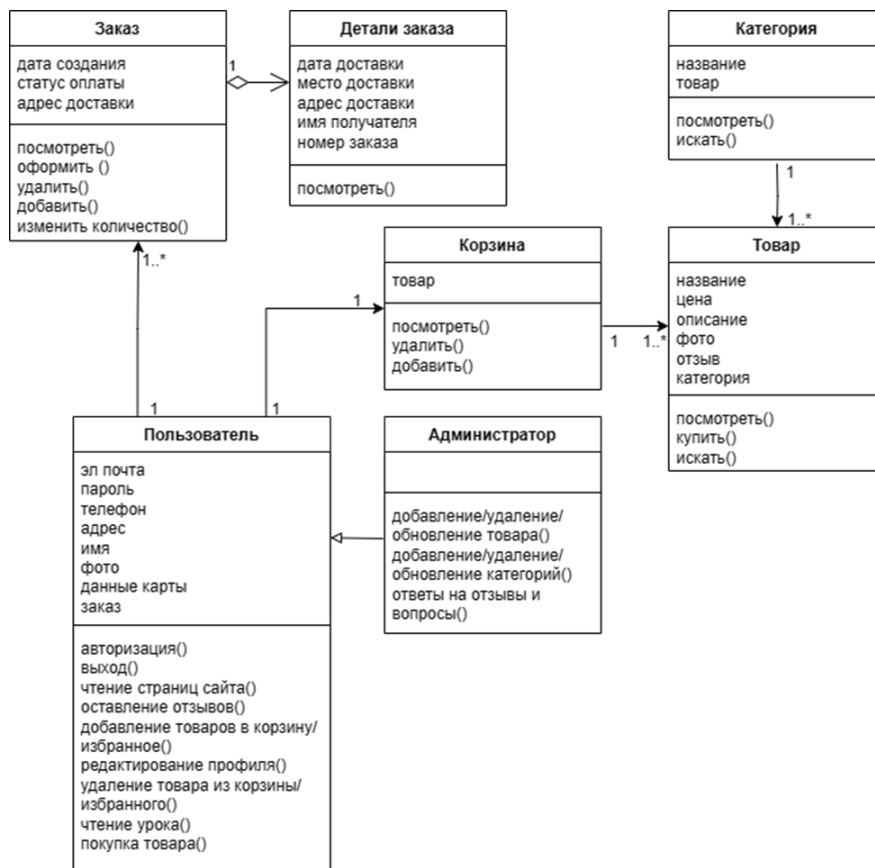 Заказ
дата создания
статус оплаты
адрес доставки
посмотреть()
оформить ()
удалить()
добавить()
изменить количество()
1
Детали заказа
дата доставки
место доставки
адрес доставки
имя получателя
номер заказа
посмотреть()
Категория
название
товар
посмотреть()
искать()
1
1..*
1..*
1
Корзина
товар
посмотреть()
удалить()
добавить()
1
1..*
Товар
название
цена
описание
фото
отзыв
категория
посмотреть()
купить()
искать()
1
1
Пользователь
эл почта
пароль
телефон
адрес
имя
фото
данные карты
заказ
авторизация()
выход()
чтение страниц сайта()
оставление отзывов()
добавление товаров в корзину/
избранное()
редактирование профиля()
удаление товара из корзины/
избранного()
чтение урока()
покупка товара()
Администратор
добавление/удаление/
обновление товара()
добавление/удаление/
обновление категорий()
ответы на отзывы и
вопросы()